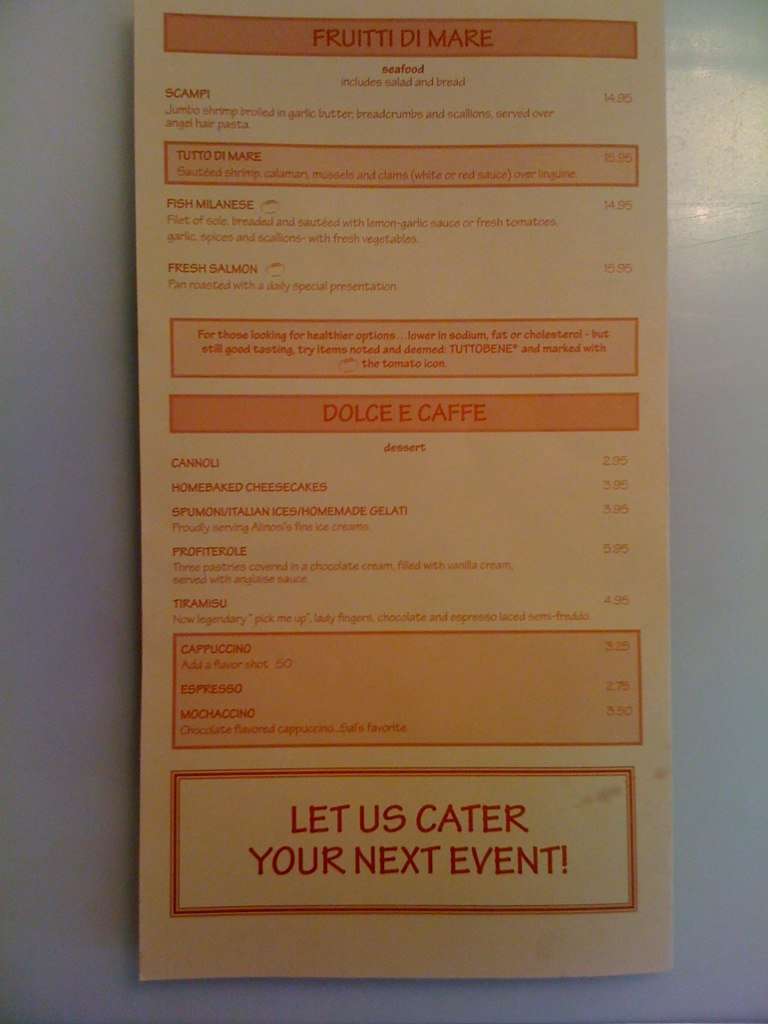 FRUITTI DI MARE
seafood
includes salad and bread
SCAMPI 14.95
Jumbo shrimp broiled in garlic butter, breadcrumbs and scallions, served over
angel hair pasta.
TUTTO DI MARE 15.95
Sautéed shrimp, calamari, mussels and clams (white or red sauce) over linguine.
FISH MILANESE 14.95
Filet of sole, breaded and sautéed with lemon-garlic sauce or fresh tomatoes,
garlic, spices and scallions- with fresh vegetables.
FRESH SALMON 15.95
Pan roasted with a daily special presentation.
For those looking for healthier options...lower in sodium, fat or cholesterol - but
still good tasting, try items noted and deemed: TUTTOBENE® and marked with
the tomato icon.
DOLCE E CAFFE
dessert
CANNOLI 2.95
HOMEBAKED CHEESECAKES 3.95
SPUMONI/ITALIAN ICES/HOMEMADE GELATI 3.95
Proudly serving Alinosi's fine ice creams.
PROFITEROLE 5.95
Three pastries covered in a chocolate cream, filled with vanilla cream,
served with anglaise sauce.
TIRAMISU 4.95
Now legendary "pick me up", lady fingers, chocolate and espresso laced semi-freddo.
CAPPUCCINO 3.25
Add a flavor shot .50
ESPRESSO 2.75
MOCHACCINO 3.50
Chocolate flavored cappuccino...Sal's favorite
LET US CATER
YOUR NEXT EVENT!